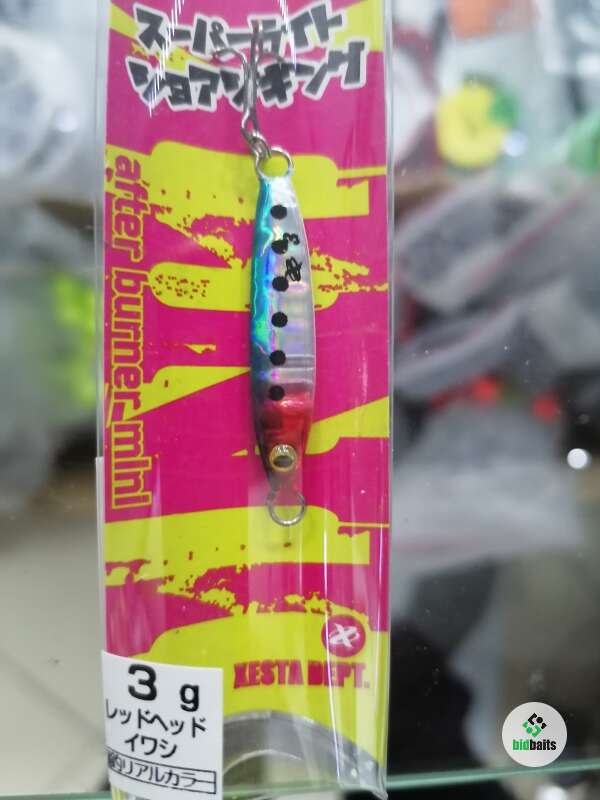 スーパーライト
ショアジギング
after burner mini
XESTA DEPT.
3 g
レッドヘッド
イワシ
リアルカラー
bidbaits